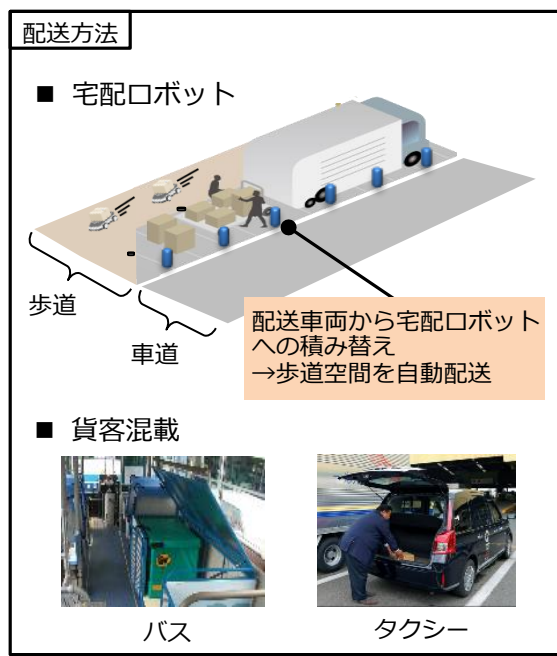 配送方法
■ 宅配ロボット
歩道
車道
配送車両から宅配ロボット
への積み替え
→歩道空間を自動配送
■ 貨客混載
バス
タクシー